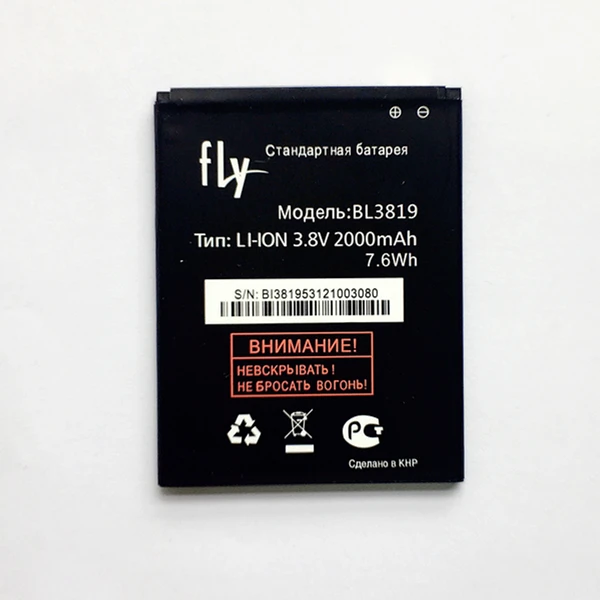 fly
Стандартная батарея
Модель:BL3819
Тип: LI-ION 3.8V 2000mAh
7.6Wh
S/N: BI381953121003080
ВНИМАНИЕ!
НЕВСКРЫВАТЬ!
НЕ БРОСАТЬ ВОГОНЬ!
РС
Сделано в КНР